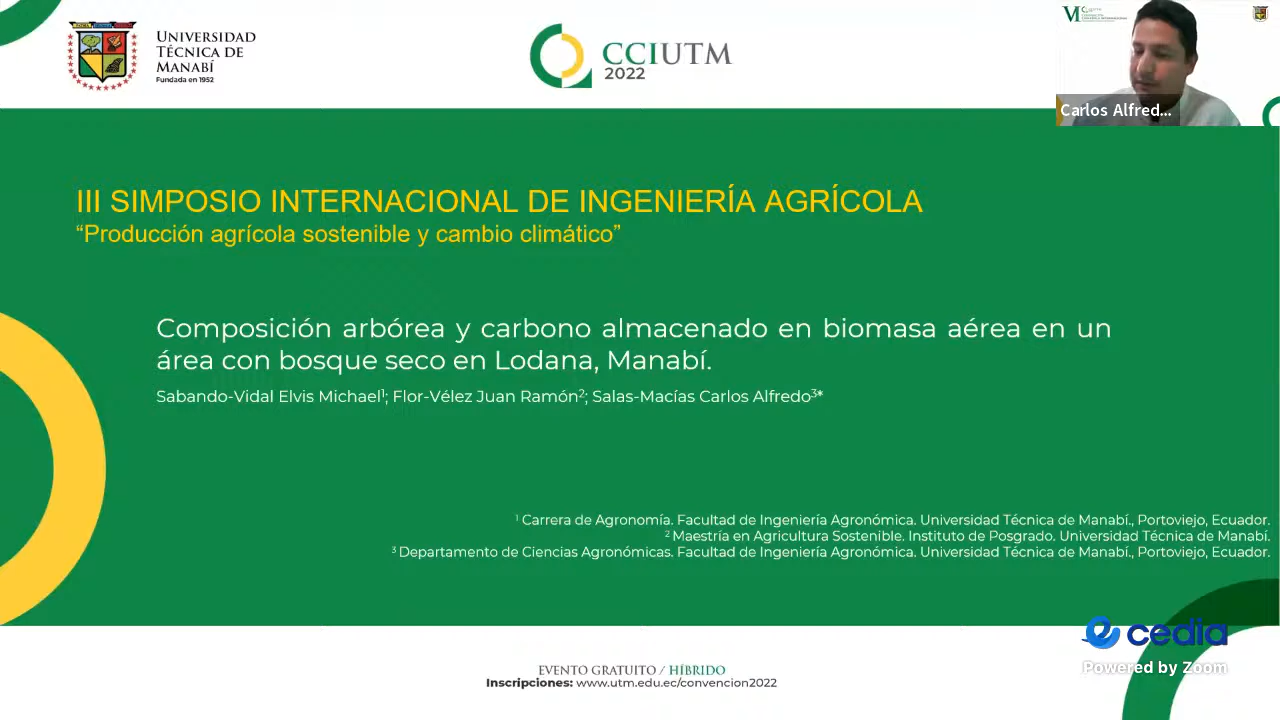 UNIVERSIDAD
TÉCNICA DE
MANABÍ
Fundada en 1952
CCIUTM
2022
Carlos Alfred...
III SIMPOSIO INTERNACIONAL DE INGENIERÍA AGRÍCOLA
“Producción agrícola sostenible y cambio climático”
Composición arbórea y carbono almacenado en biomasa aérea en un
área con bosque seco en Lodana, Manabí.
Sabando-Vidal Elvis Michael¹; Flor-Vélez Juan Ramón²; Salas-Macías Carlos Alfredo³*
¹ Carrera de Agronomía. Facultad de Ingeniería Agronómica. Universidad Técnica de Manabí., Portoviejo, Ecuador.
² Maestría en Agricultura Sostenible. Instituto de Posgrado. Universidad Técnica de Manabí.
³ Departamento de Ciencias Agronómicas. Facultad de Ingeniería Agronómica. Universidad Técnica de Manabí., Portoviejo, Ecuador.
cedia
Powered by Zoom
EVENTO GRATUITO / HÍBRIDO
Inscripciones: www.utm.edu.ec/convencion2022